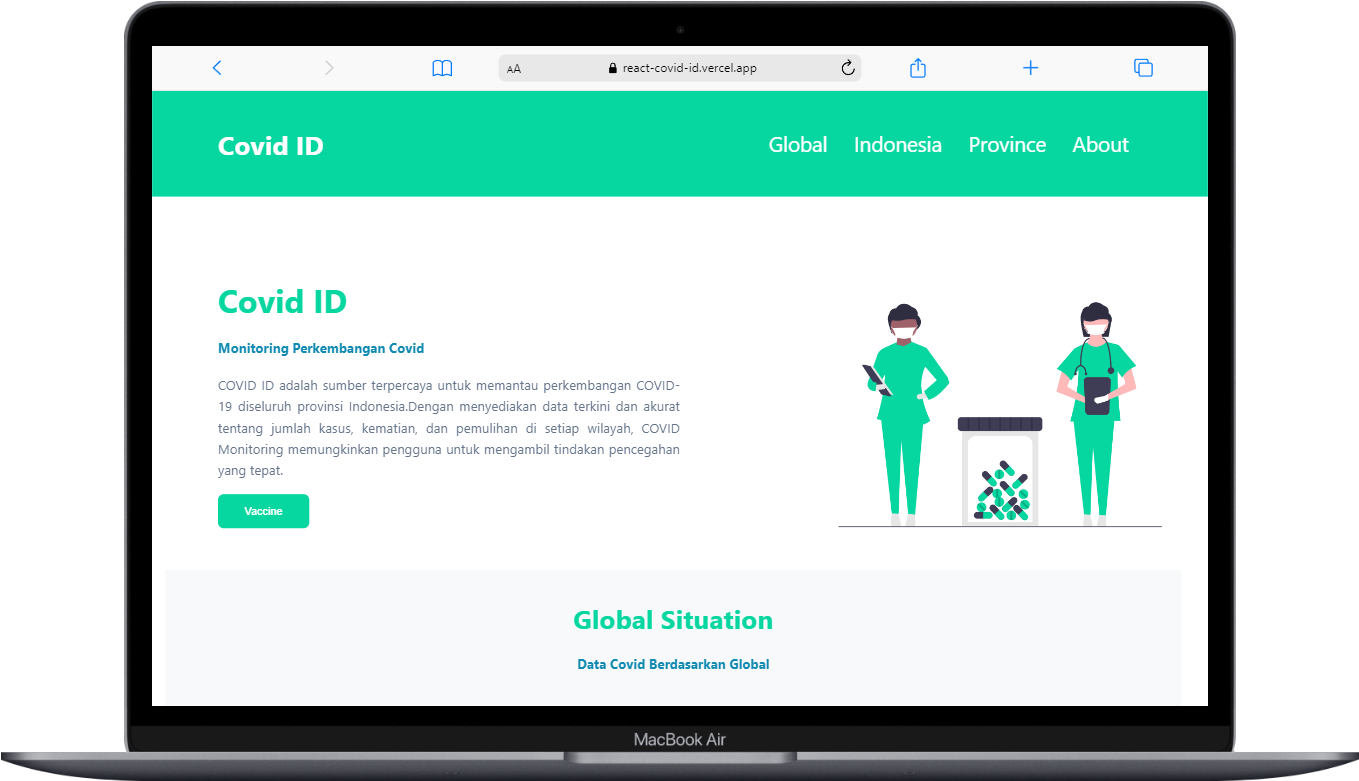 AA react-covid-id.vercel.app
Covid ID Global Indonesia Province About
Covid ID
Monitoring Perkembangan Covid
COVID ID adalah sumber terpercaya untuk memantau perkembangan COVID-
19 diseluruh provinsi Indonesia.Dengan menyediakan data terkini dan akurat
tentang jumlah kasus, kematian, dan pemulihan di setiap wilayah, COVID
Monitoring memungkinkan pengguna untuk mengambil tindakan pencegahan
yang tepat.
Vaccine
Global Situation
Data Covid Berdasarkan Global
MacBook Air